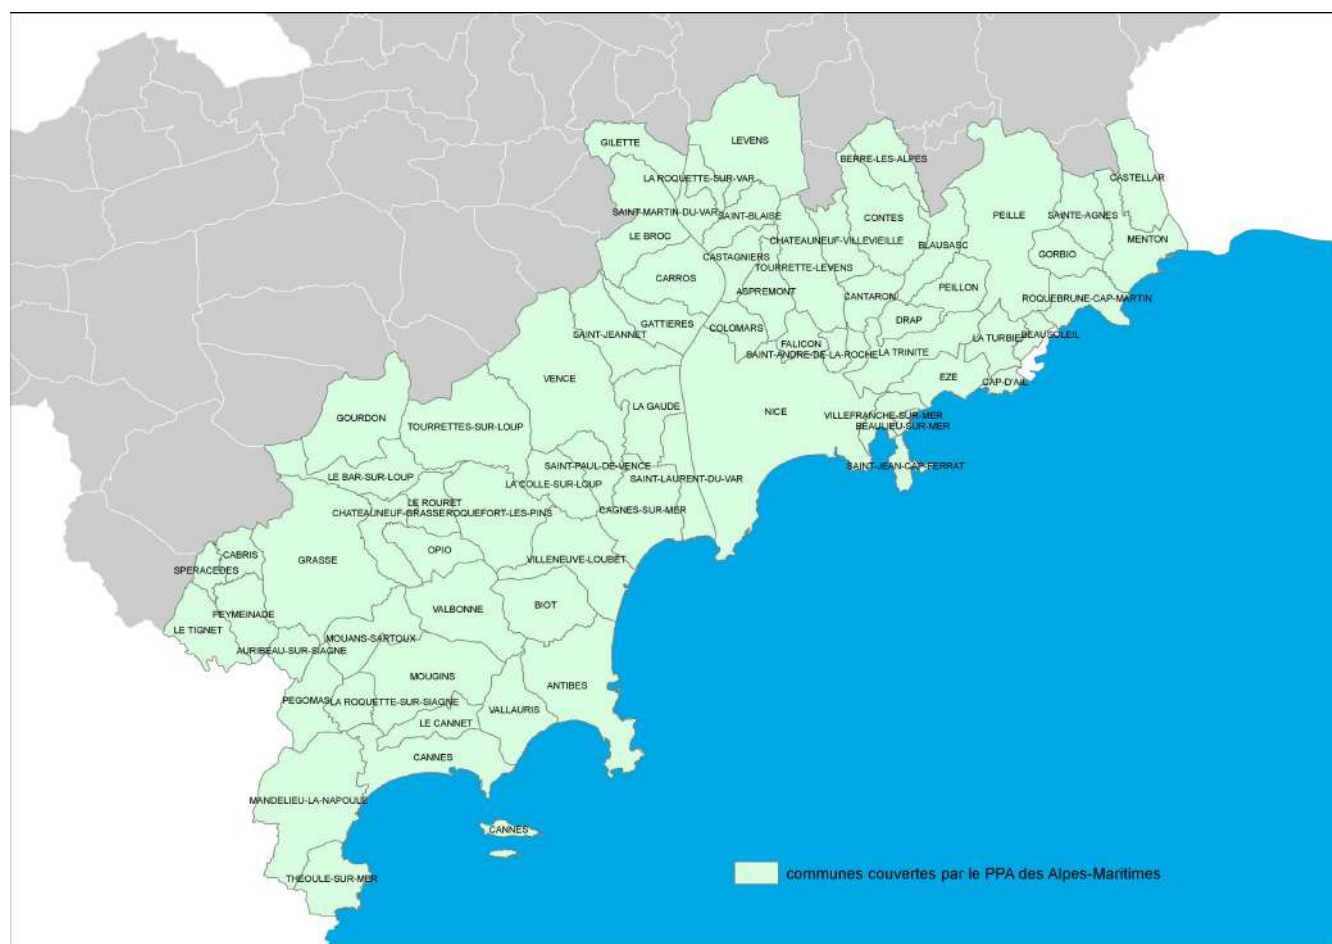 LEVENS
GILETTE
BERRE-LES-ALPES
LA ROQUETTE-SUR-VAR
CASTELLAR
SAINT-MARTIN-DU-VAR
SAINT-BLAISE
CONTES
PEILLE
SAINTE-AGNES
LE BROC
CHATEAUNEUF-VILLEVIEILLE
BLAUSASC
MENTON
CASTAGNIERS
GORBIO
TOURRETTE-LEVENS
CARROS
ASPREMONT
CANTARON
PEILLON
ROQUEBRUNE-CAP-MARTIN
GATTIERES
COLOMARS
DRAP
SAINT-JEANNET
FALICON
LA TURBIE
BEAUSOLEIL
SAINT-ANDRE-DE-LA-ROCHE
LA TRINITE
VENCE
EZE
CAP-D'AIL
LA GAUDE
NICE
GOURDON
TOURRETTES-SUR-LOUP
VILLEFRANCHE-SUR-MER
BEAULIEU-SUR-MER
SAINT-PAUL-DE-VENCE
SAINT-JEAN-CAP-FERRAT
LE BAR-SUR-LOUP
LA COLLE-SUR-LOUP
SAINT-LAURENT-DU-VAR
LE ROURET
CHATEAUNEUF-GRASSE
ROQUEFORT-LES-PINS
CAGNES-SUR-MER
OPIO
CABRIS
GRASSE
VILLENEUVE-LOUBET
SPERACEDES
PEYMEINADE
VALBONNE
BIOT
LE TIGNET
MOUANS-SARTOUX
AURIBEAU-SUR-SIAGNE
MOUGINS
ANTIBES
PEGOMAS
LA ROQUETTE-SUR-SIAGNE
VALLAURIS
LE CANNET
CANNES
MANDELIEU-LA-NAPOULE
CANNES
THEOULE-SUR-MER
communes couvertes par le PPA des Alpes-Maritimes